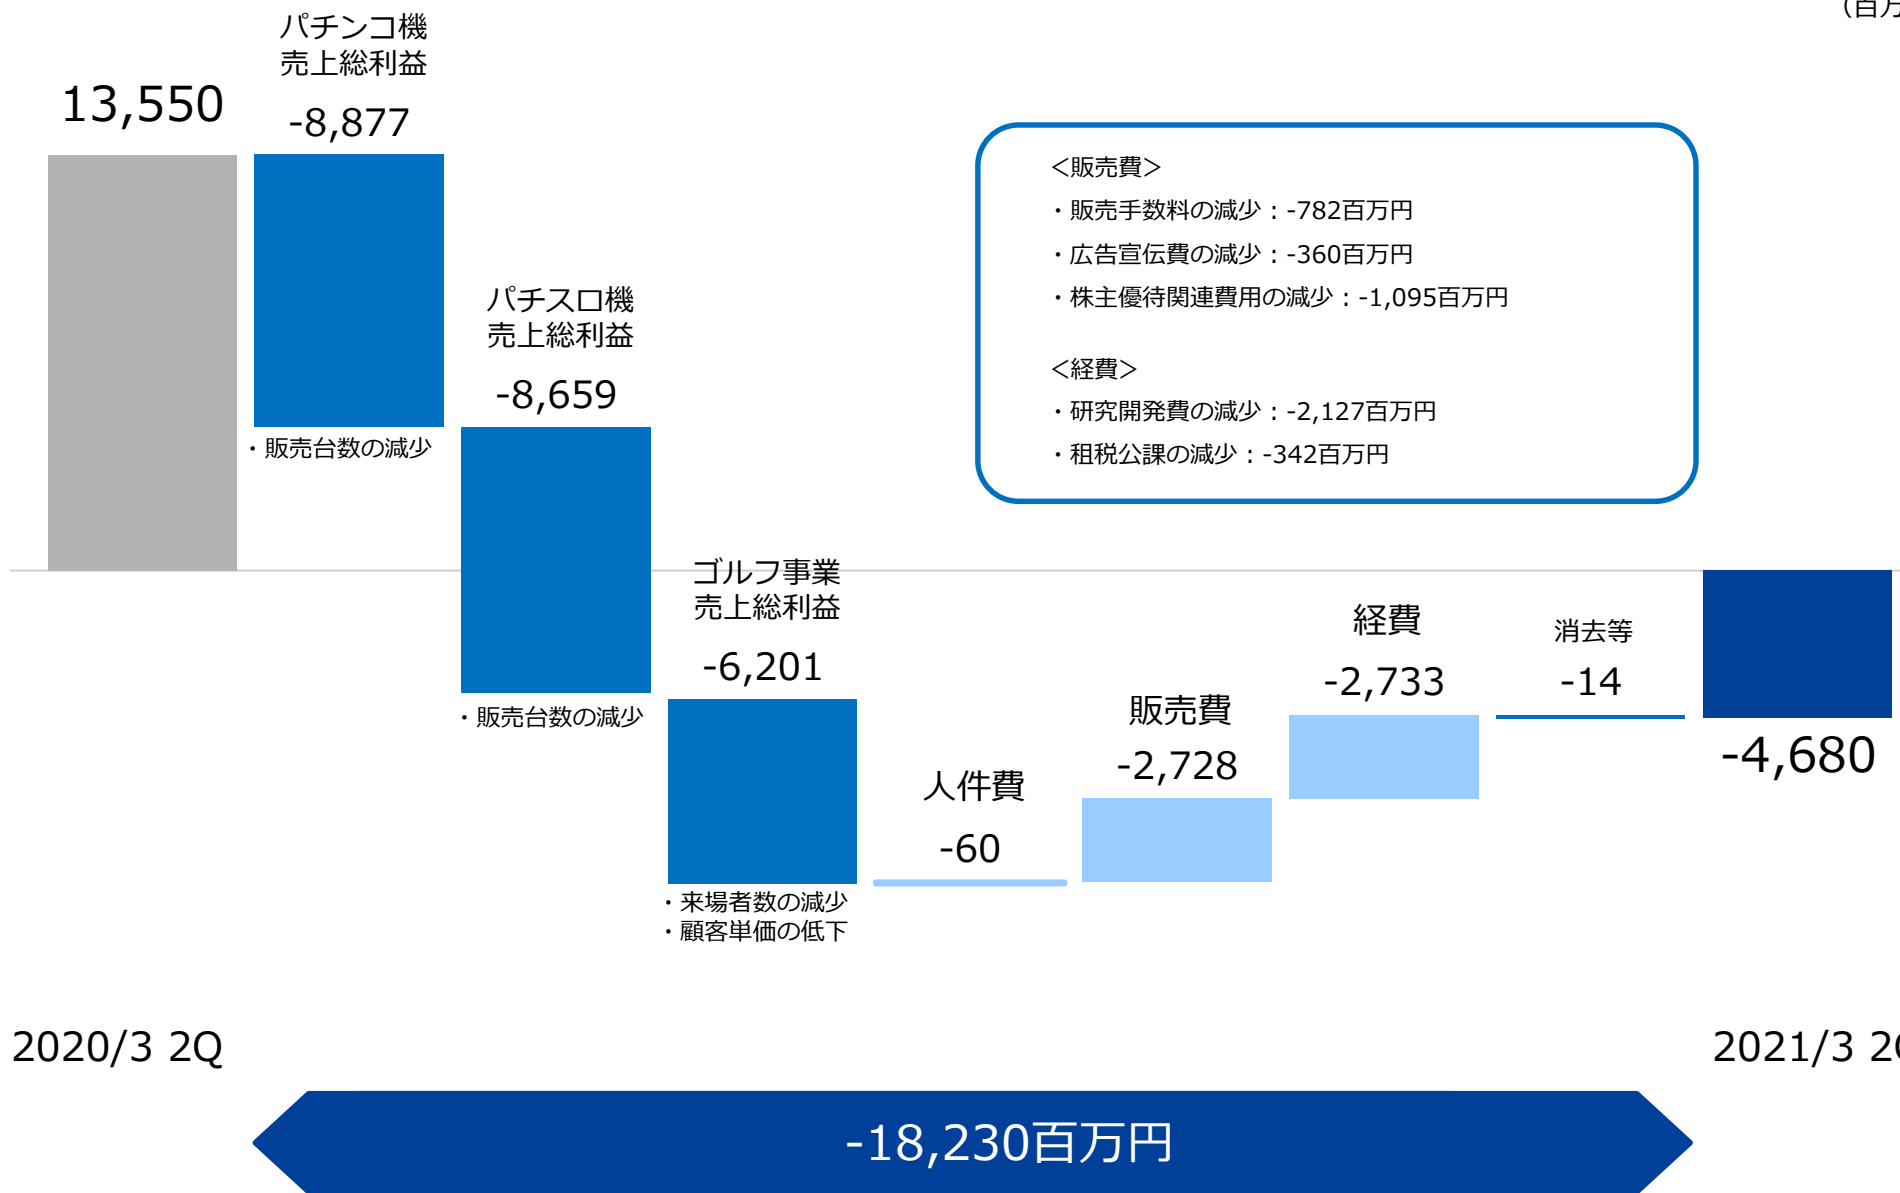 （百万
13,550
パチンコ機
売上総利益
-8,877
・販売台数の減少
パチスロ機
売上総利益
-8,659
・販売台数の減少
ゴルフ事業
売上総利益
-6,201
・来場者数の減少
・顧客単価の低下
人件費
-60
販売費
-2,728
経費
-2,733
消去等
-14
-4,680
＜販売費＞
・販売手数料の減少：-782百万円
・広告宣伝費の減少：-360百万円
・株主優待関連費用の減少：-1,095百万円
＜経費＞
・研究開発費の減少：-2,127百万円
・租税公課の減少：-342百万円
2020/3 2Q
2021/3 2Q
-18,230百万円